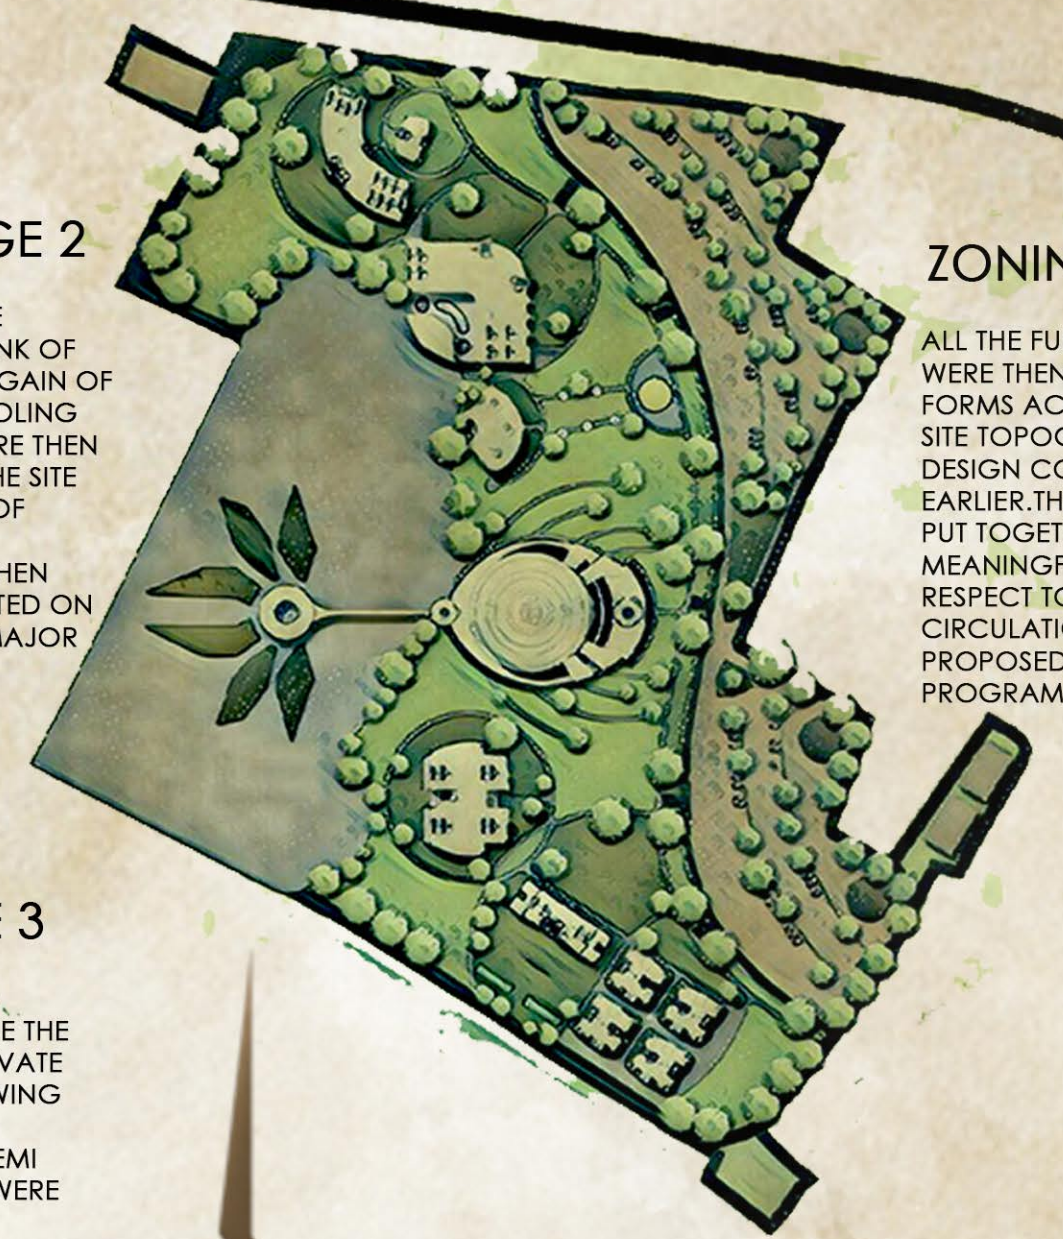 GE 2
E
NK OF
GAIN OF
OLING
RE THEN
HE SITE
OF
HEN
TED ON
MAJOR
E 3
E THE
VATE
WING
EMI
WERE
ZONIN
ALL THE FU
WERE THEN
FORMS AC
SITE TOPOG
DESIGN CO
EARLIER.TH
PUT TOGET
MEANINGF
RESPECT TO
CIRCULATIO
PROPOSED
PROGRAM